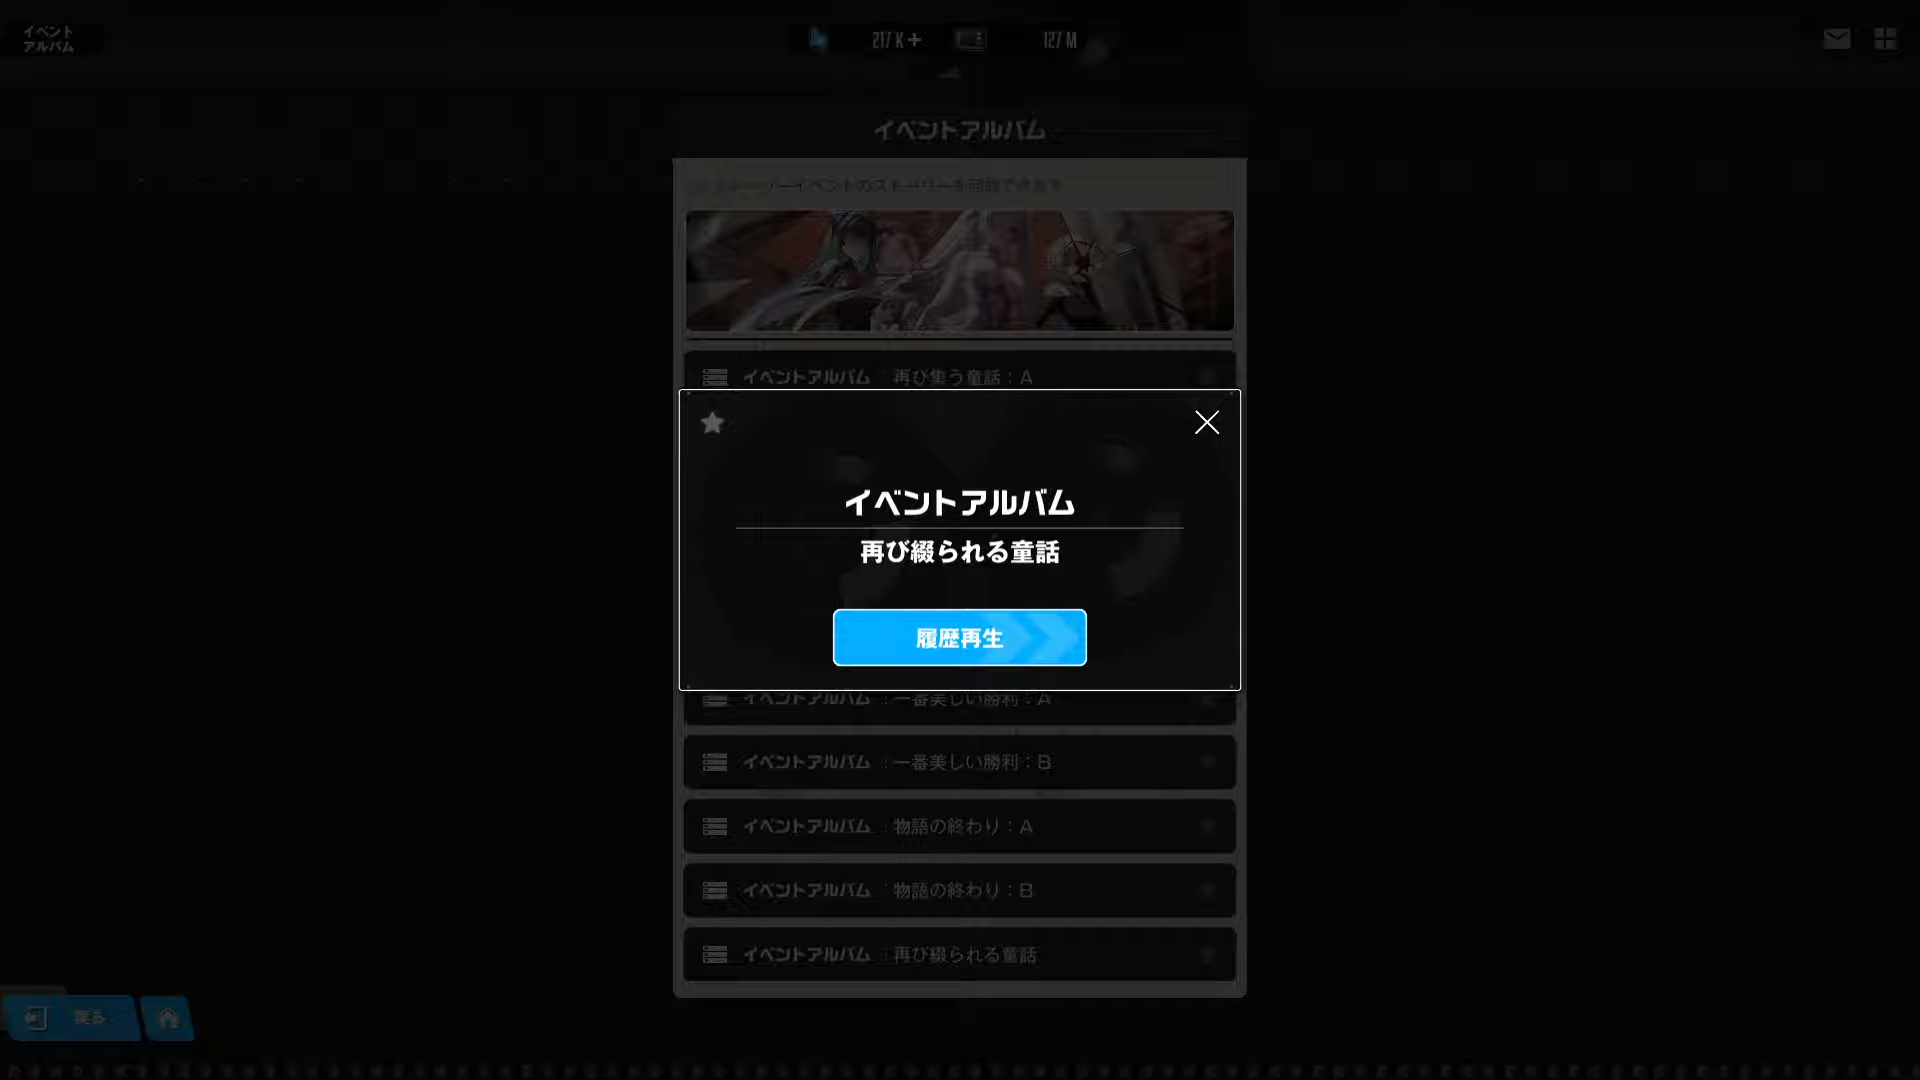 イベント
アルバム
217 K +
127 M
イベントアルバム
イベントアルバム : 再び集う童話：A
イベントアルバム
再び綴られる童話
履歴再生
イベントアルバム : 一番美しい勝利：A
イベントアルバム : 一番美しい勝利：B
イベントアルバム : 物語の終わり：A
イベントアルバム : 物語の終わり：B
イベントアルバム : 再び綴られる童話
戻る